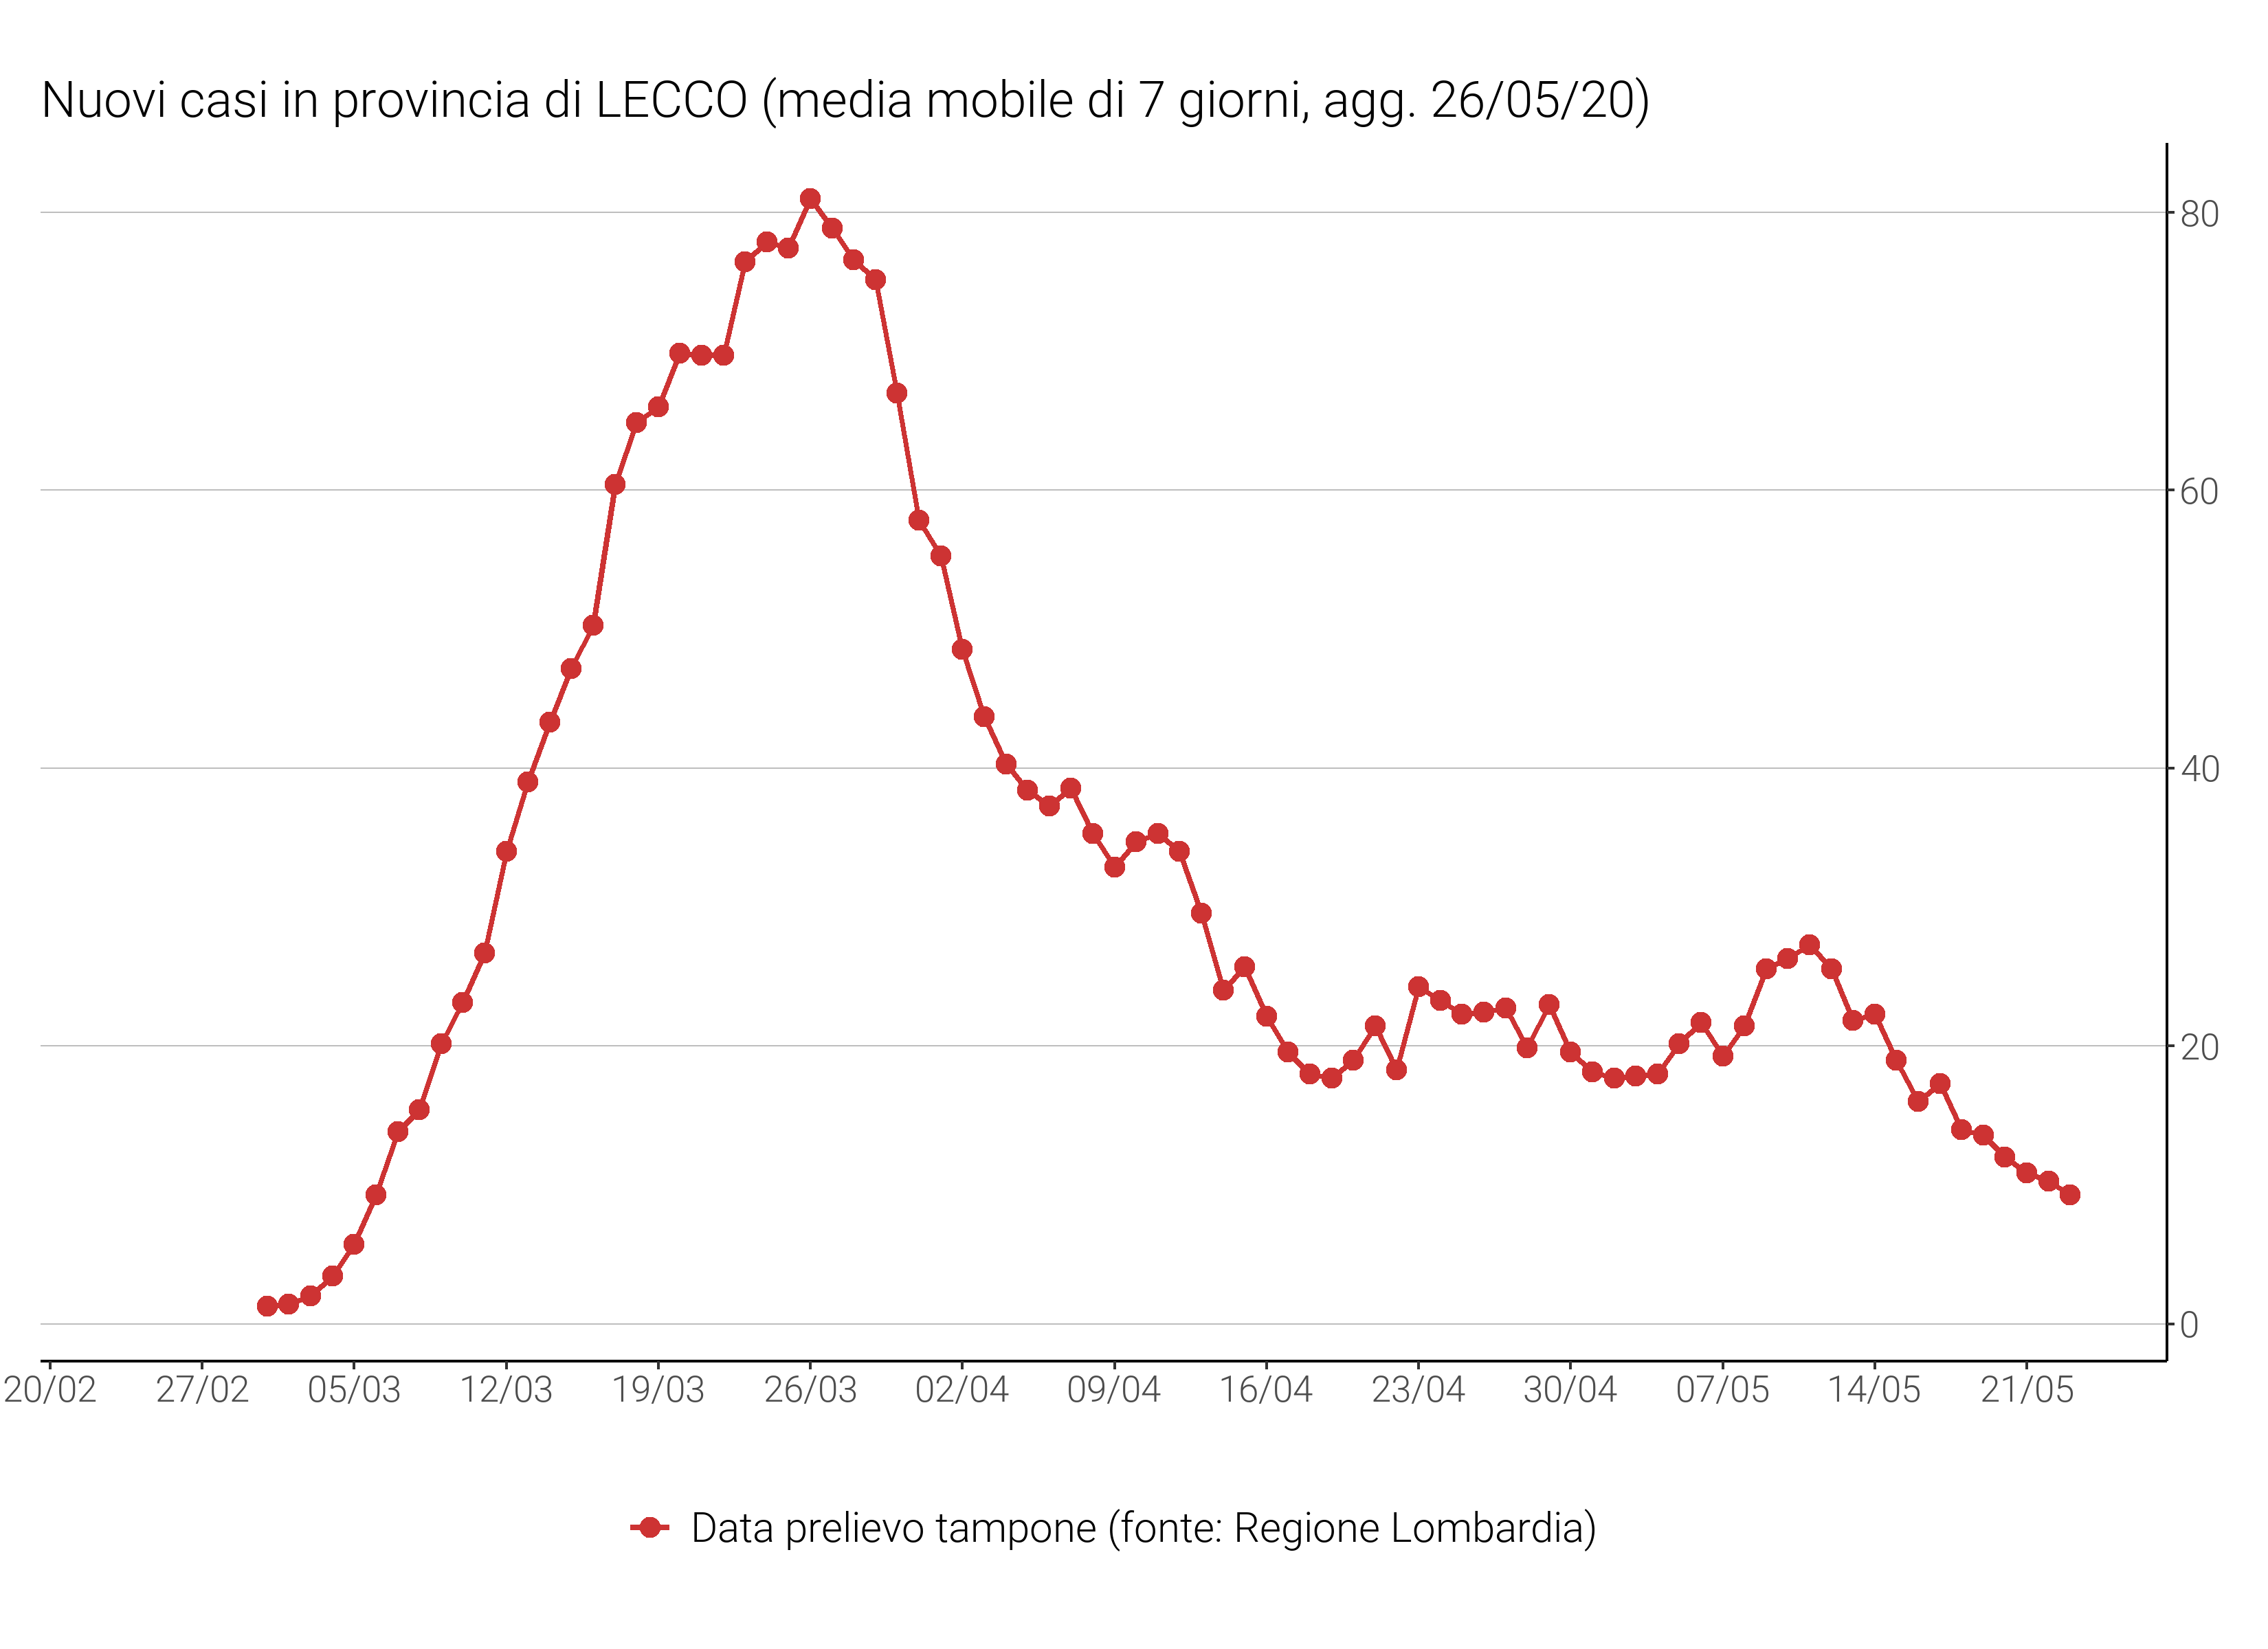 Nuovi casi in provincia di LECCO (media mobile di 7 giorni, agg. 26/05/20)
80
60
40
20
0
20/02 27/02 05/03 12/03 19/03 26/03 02/04 09/04 16/04 23/04 30/04 07/05 14/05 21/05
Data prelievo tampone (fonte: Regione Lombardia)